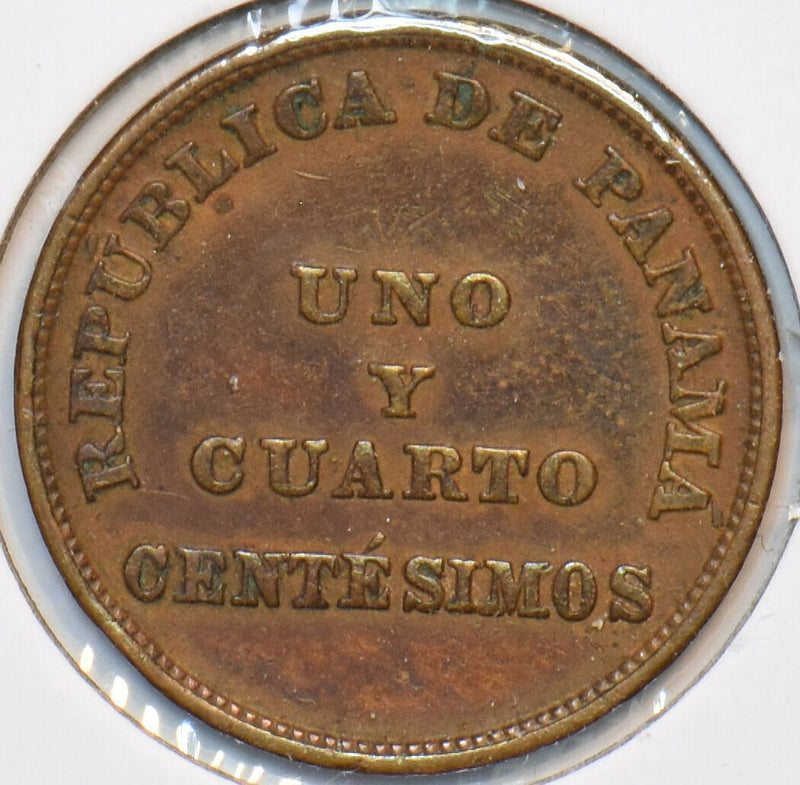 REPÚBLICA DE PANAMÁ
UNO
Y
CUARTO
CENTÉSIMOS